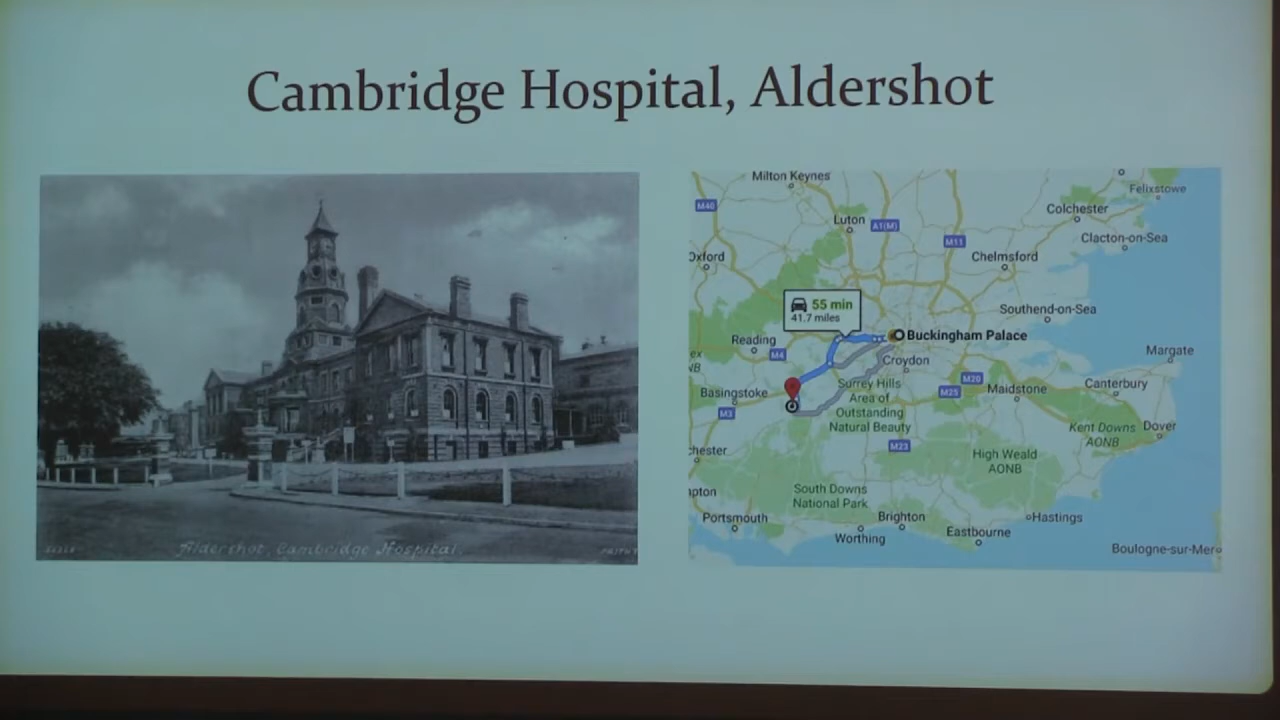 Cambridge Hospital, Aldershot
Aldershot, Cambridge Hospital.
Milton Keynes
Felixstowe
M40
Colchester
Luton
A1(M)
M11
Clacton-on-Sea
Oxford
Chelmsford
55 min
41.7 miles
Southend-on-Sea
Buckingham Palace
Reading
M4
Croydon
Margate
M20
Surrey Hills
Area of
Outstanding
Natural Beauty
Basingstoke
M25
Maidstone
Canterbury
M3
Kent Downs
AONB
Dover
M23
High Weald
AONB
hester
South Downs
National Park
mpton
Portsmouth
Brighton
Hastings
Worthing
Eastbourne
Boulogne-sur-Mer